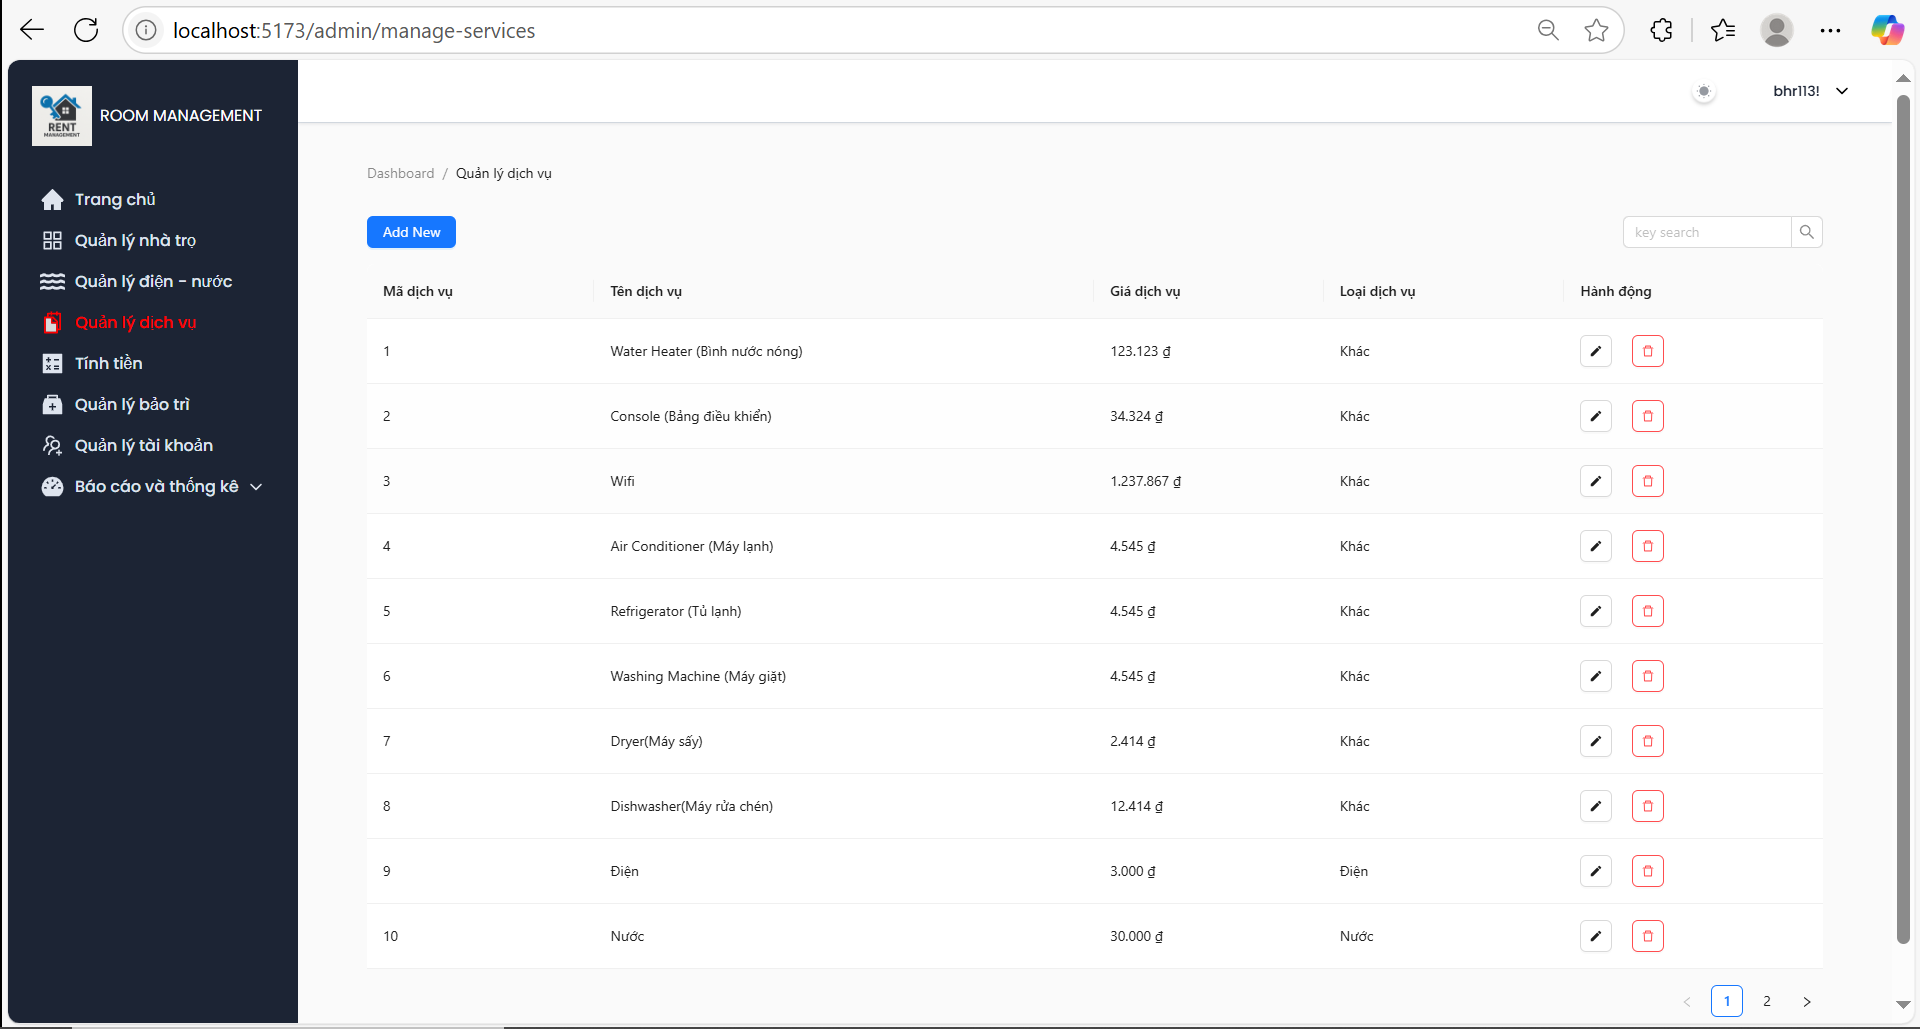 localhost:5173/admin/manage-services
RENT
MANAGEMENT
ROOM MANAGEMENT
bhr113!
Trang chủ
Quản lý nhà trọ
Quản lý điện - nước
Quản lý dịch vụ
Tính tiền
Quản lý bảo trì
Quản lý tài khoản
Báo cáo và thống kê
Dashboard / Quản lý dịch vụ
Add New
key search
Mã dịch vụ Tên dịch vụ Giá dịch vụ Loại dịch vụ Hành động
1 Water Heater (Bình nước nóng) 123.123 ₫ Khác
2 Console (Bảng điều khiển) 34.324 ₫ Khác
3 Wifi 1.237.867 ₫ Khác
4 Air Conditioner (Máy lạnh) 4.545 ₫ Khác
5 Refrigerator (Tủ lạnh) 4.545 ₫ Khác
6 Washing Machine (Máy giặt) 4.545 ₫ Khác
7 Dryer(Máy sấy) 2.414 ₫ Khác
8 Dishwasher(Máy rửa chén) 12.414 ₫ Khác
9 Điện 3.000 ₫ Điện
10 Nước 30.000 ₫ Nước
< 1 2 >